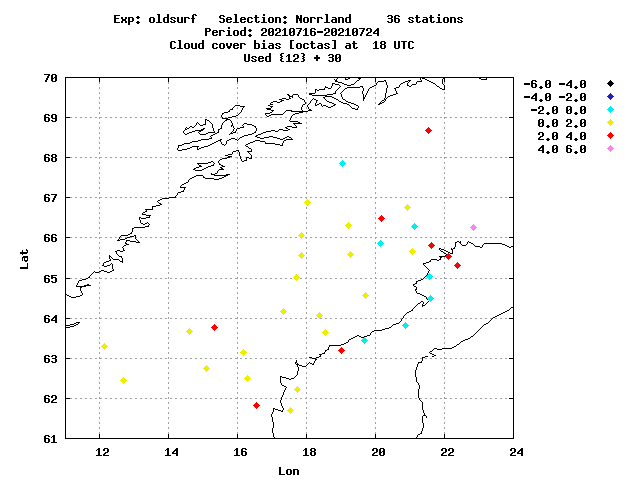 Exp: oldsurf   Selection: Norrland     36 stations
Period: 20210716-20210724
Cloud cover bias [octas] at  18 UTC
Used {12} + 30
-6.0 -4.0
-4.0 -2.0
-2.0 0.0
0.0 2.0
2.0 4.0
4.0 6.0
70
69
68
67
66
65
64
63
62
61
Lat
12 14 16 18 20 22 24
Lon